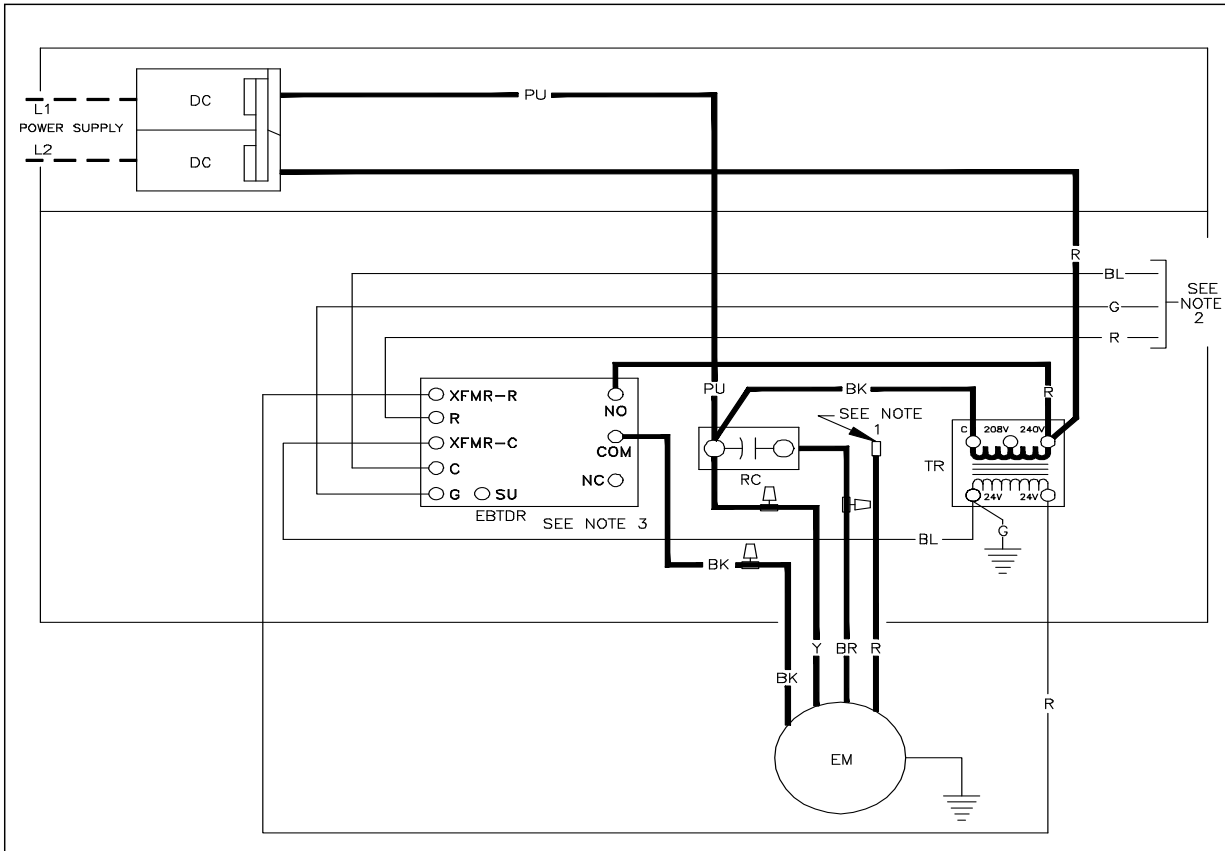 DC
PU
L1
POWER SUPPLY
L2
DC
R
BL
SEE
NOTE
2
G
R
PU
BK
R
XFMR-R
NO
SEE NOTE
1
R
C 208V 240V
XFMR-C
COM
TR
C
NC
RC
G
SU
24V 24V
EBTDR
SEE NOTE 3
BL
G
BK
Y
BR
R
BK
R
EM